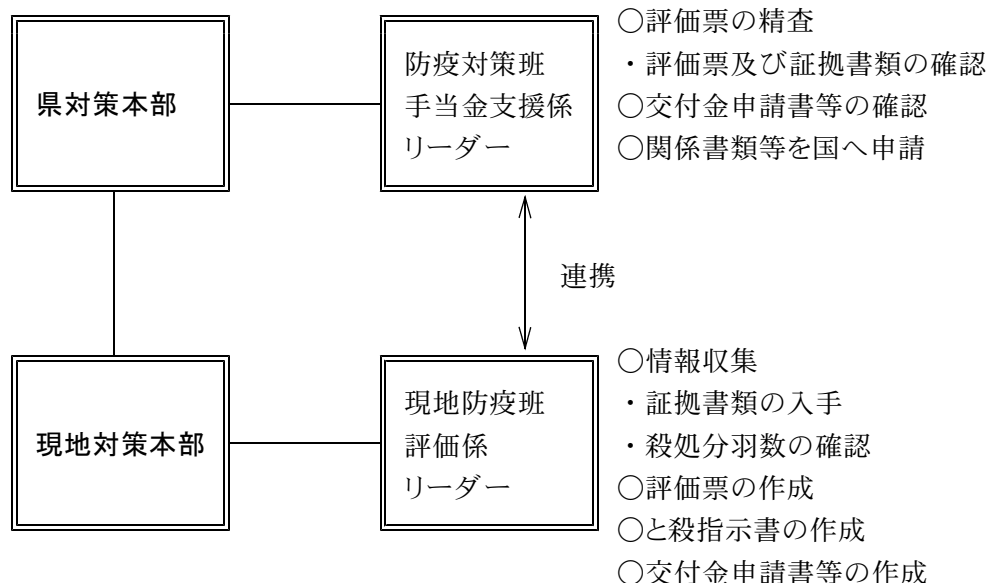 県対策本部
防疫対策班
手当金支援係
リーダー
○評価票の精査
・評価票及び証拠書類の確認
○交付金申請書等の確認
○関係書類等を国へ申請
連携
現地対策本部
現地防疫班
評価係
リーダー
○情報収集
・証拠書類の入手
・殺処分羽数の確認
○評価票の作成
○と殺指示書の作成
○交付金申請書等の作成